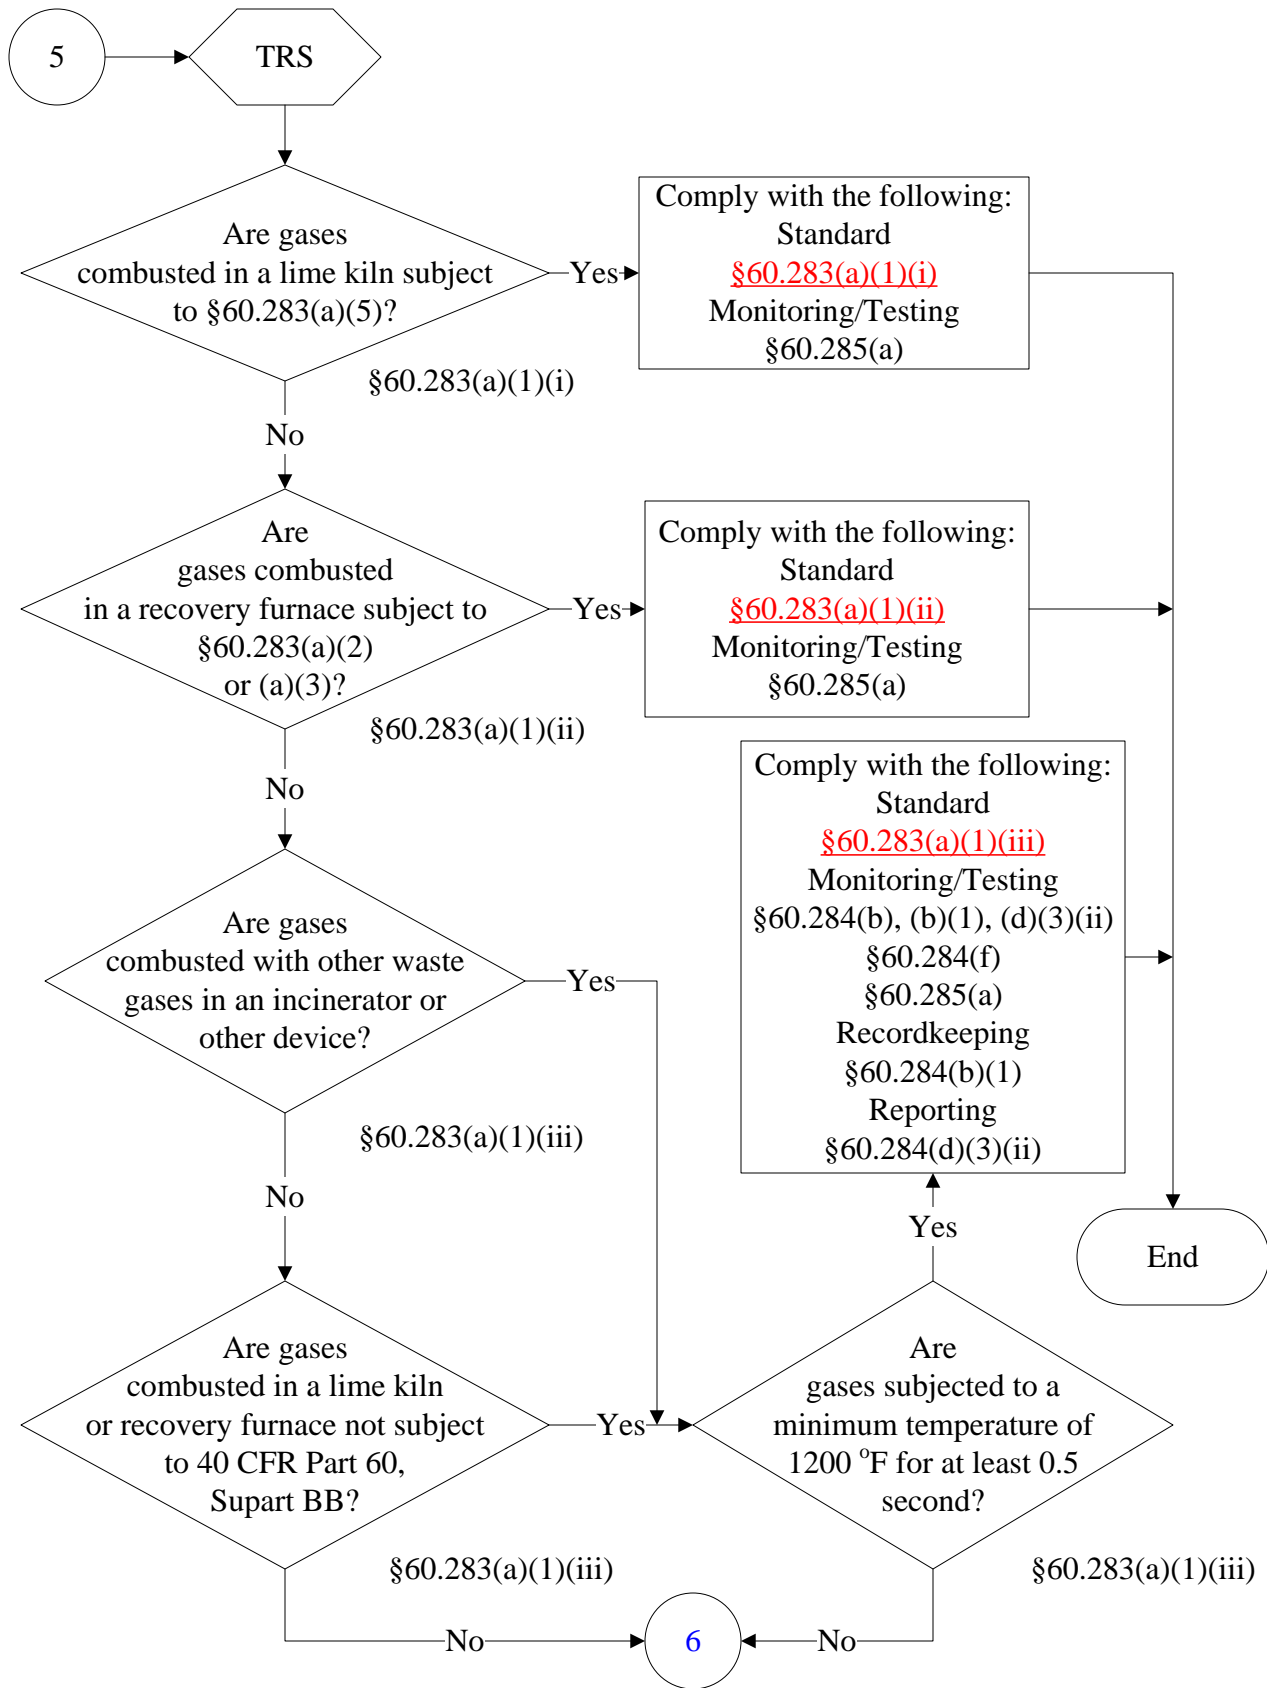 5
TRS
Are gases
combusted in a lime kiln subject
to §60.283(a)(5)?
Yes
Comply with the following:
Standard
§60.283(a)(1)(i)
Monitoring/Testing
§60.285(a)
§60.283(a)(1)(i)
No
Are
gases combusted
in a recovery furnace subject to
§60.283(a)(2)
or (a)(3)?
Yes
Comply with the following:
Standard
§60.283(a)(1)(ii)
Monitoring/Testing
§60.285(a)
§60.283(a)(1)(ii)
No
Are gases
combusted with other waste
gases in an incinerator or
other device?
Yes
Comply with the following:
Standard
§60.283(a)(1)(iii)
Monitoring/Testing
§60.284(b), (b)(1), (d)(3)(ii)
§60.284(f)
§60.285(a)
Recordkeeping
§60.284(b)(1)
Reporting
§60.284(d)(3)(ii)
§60.283(a)(1)(iii)
No
Yes
End
Are gases
combusted in a lime kiln
or recovery furnace not subject
to 40 CFR Part 60,
Supart BB?
Yes
Are
gases subjected to a
minimum temperature of
1200 °F for at least 0.5
second?
§60.283(a)(1)(iii)
§60.283(a)(1)(iii)
No
6
No